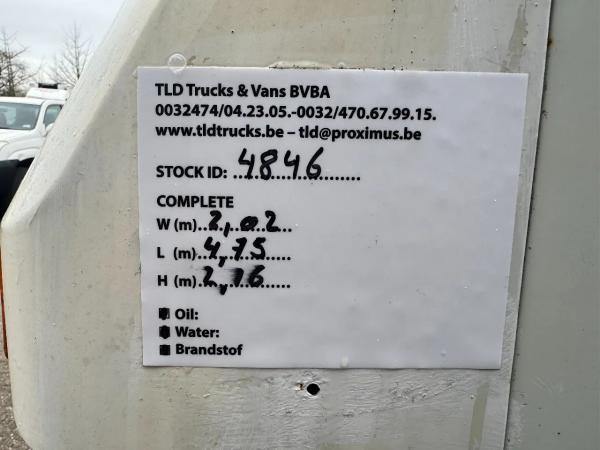 TLD Trucks & Vans BVBA
0032474/04.23.05.-0032/470.67.99.15.
www.tldtrucks.be – tld@proximus.be
STOCK ID: 4846
COMPLETE
W (m) 2,02
L (m) 4,75
H (m) 2,16
Oil:
Water:
Brandstof